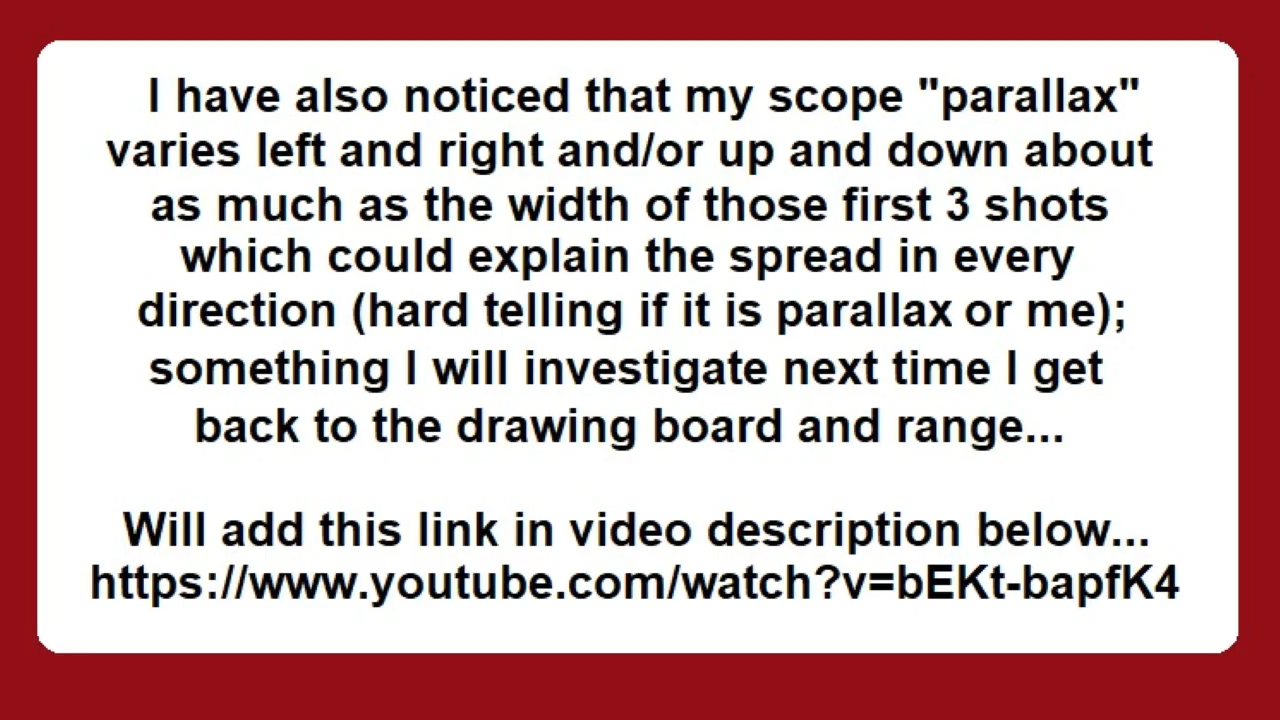 I have also noticed that my scope "parallax"
varies left and right and/or up and down about
as much as the width of those first 3 shots
which could explain the spread in every
direction (hard telling if it is parallax or me);
something I will investigate next time I get
back to the drawing board and range...
Will add this link in video description below...
https://www.youtube.com/watch?v=bEKt-bapfK4